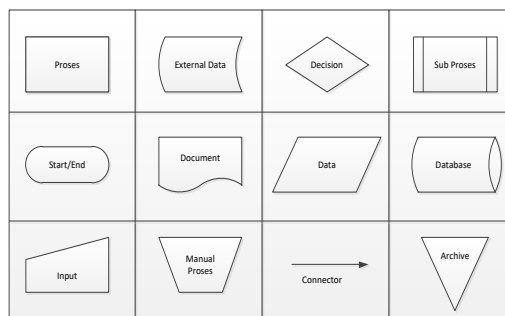 Proses
External Data
Decision
Sub Proses
Start/End
Document
Data
Database
Input
Manual
Proses
Connector
Archive